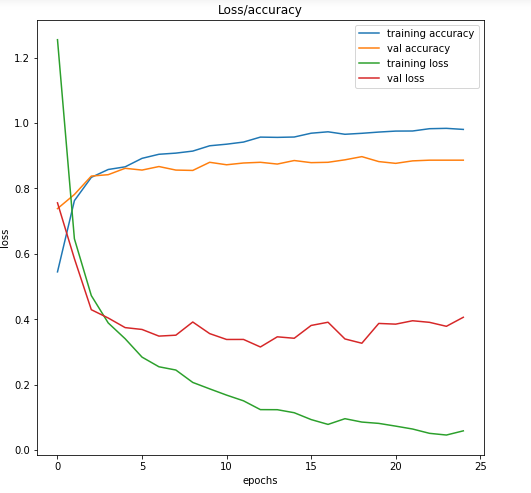 Loss/accuracy
training accuracy
val accuracy
training loss
val loss
loss
1.2
1.0
0.8
0.6
0.4
0.2
0.0
0 5 10 15 20 25
epochs